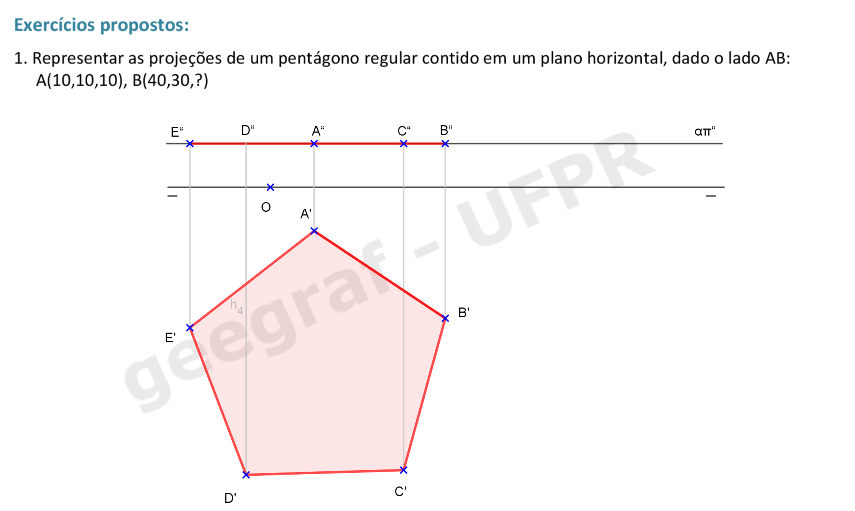 Exercícios propostos:
1. Representar as projeções de um pentágono regular contido em um plano horizontal, dado o lado AB:
A(10,10,10), B(40,30,?)
E" D" A" C" B" απ"
O
A'
h4
B'
E'
geegraf - UFPR
D' C'